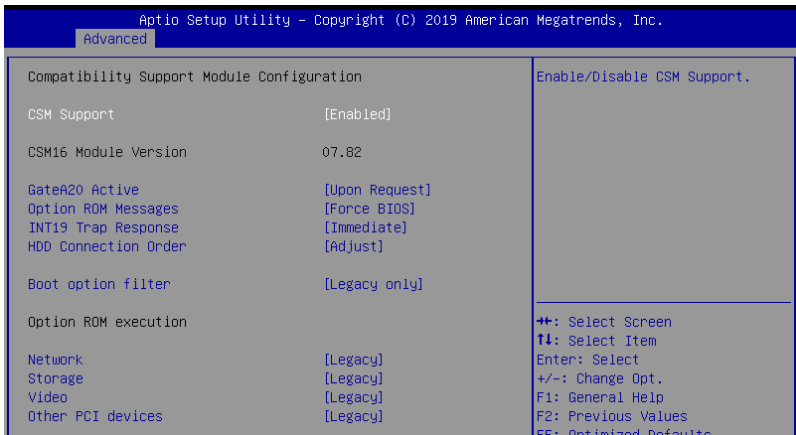 Aptio Setup Utility – Copyright (C) 2019 American Megatrends, Inc.
Advanced
Compatibility Support Module Configuration
CSM Support [Enabled]
CSM16 Module Version 07.82
GateA20 Active [Upon Request]
Option ROM Messages [Force BIOS]
INT19 Trap Response [Immediate]
HDD Connection Order [Adjust]
Boot option filter [Legacy only]
Option ROM execution
Network [Legacy]
Storage [Legacy]
Video [Legacy]
Other PCI devices [Legacy]
Enable/Disable CSM Support.
→←: Select Screen
↑↓: Select Item
Enter: Select
+/-: Change Opt.
F1: General Help
F2: Previous Values
Optimized Defaults